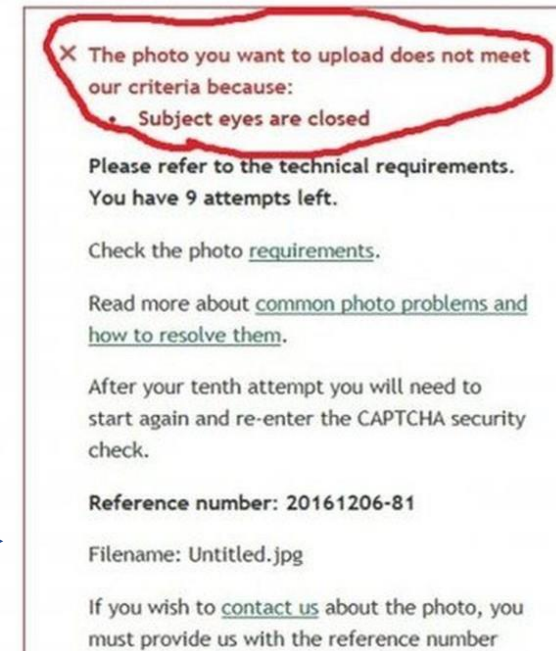 X The photo you want to upload does not meet
our criteria because:
• Subject eyes are closed
Please refer to the technical requirements.
You have 9 attempts left.
Check the photo requirements.
Read more about common photo problems and
how to resolve them.
After your tenth attempt you will need to
start again and re-enter the CAPTCHA security
check.
Reference number: 20161206-81
Filename: Untitled.jpg
If you wish to contact us about the photo, you
must provide us with the reference number